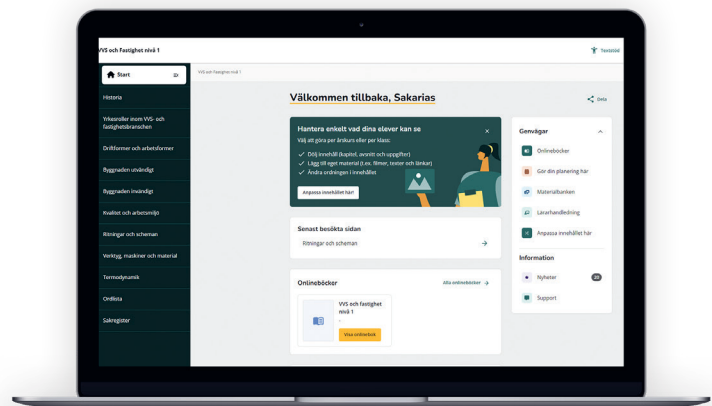 VVS och Fastighet nivå 1
Textstöd
Start
VVS och Fastighet nivå 1
Historia
Yrkesroller inom VVS- och
fastighetsbranschen
Driftformer och arbetsformer
Byggnaden utvändigt
Byggnaden invändigt
Kvalitet och arbetsmiljö
Ritningar och scheman
Verktyg, maskiner och material
Termodynamik
Ordlista
Sakregister
Välkommen tillbaka, Sakarias
Dela
Hantera enkelt vad dina elever kan se
Välj att göra per årskurs eller per klass:
✓ Dölj innehåll (kapitel, avsnitt och uppgifter)
✓ Lägg till eget material (t.ex. filmer, texter och länkar)
✓ Ändra ordningen i innehållet
Anpassa innehållet här!
Senast besökta sidan
Ritningar och scheman
Onlineböcker
Alla onlineböcker
VVS och fastighet
nivå 1
-
Visa onlinebok
Genvägar
Onlineböcker
Gör din planering här
Materialbanken
Lärarhandledning
Anpassa innehållet här
Information
Nyheter
20
Support